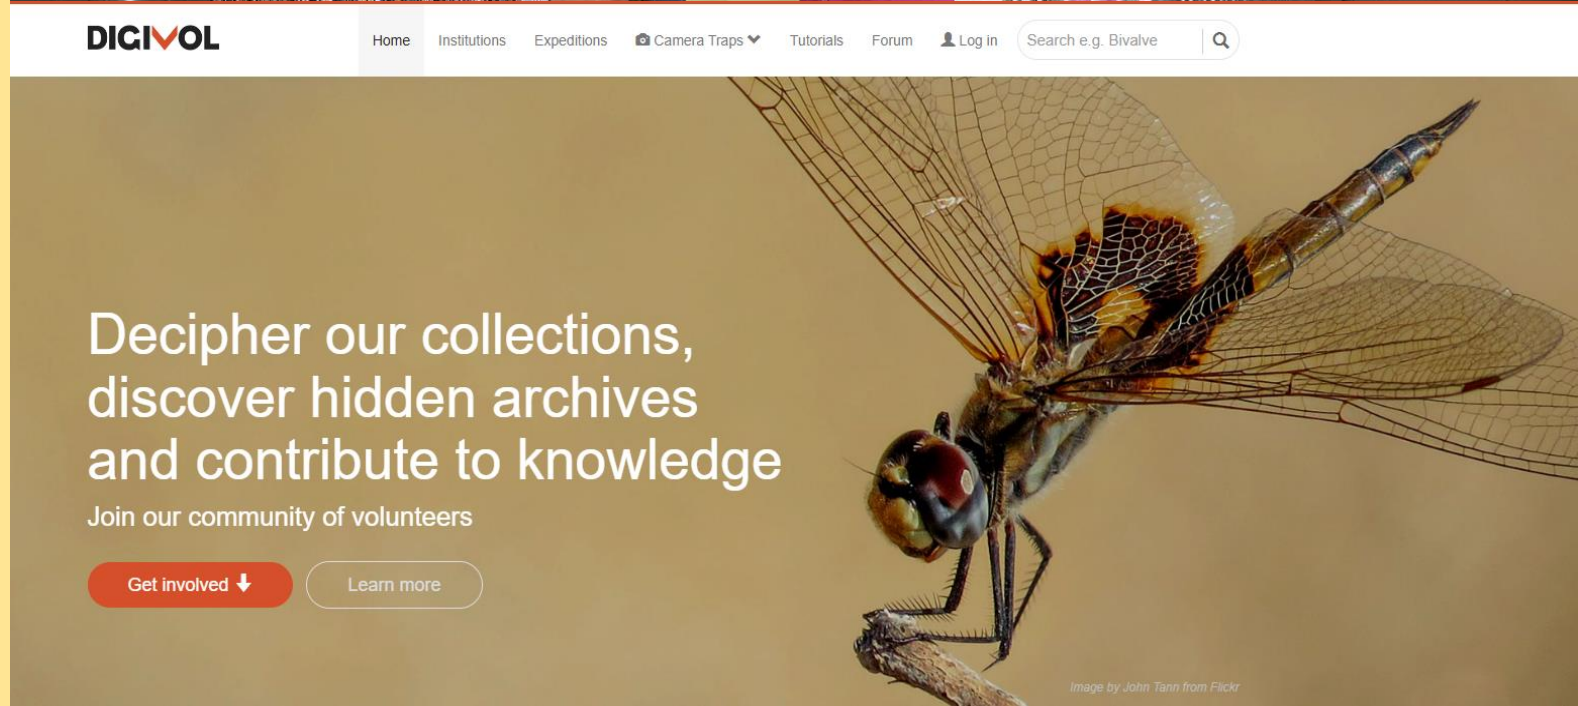 DIGIVOL
Home Institutions Expeditions Camera Traps Tutorials Forum Log in Search e.g. Bivalve
Decipher our collections,
discover hidden archives
and contribute to knowledge
Join our community of volunteers
Get involved Learn more
Image by John Tann from Flickr